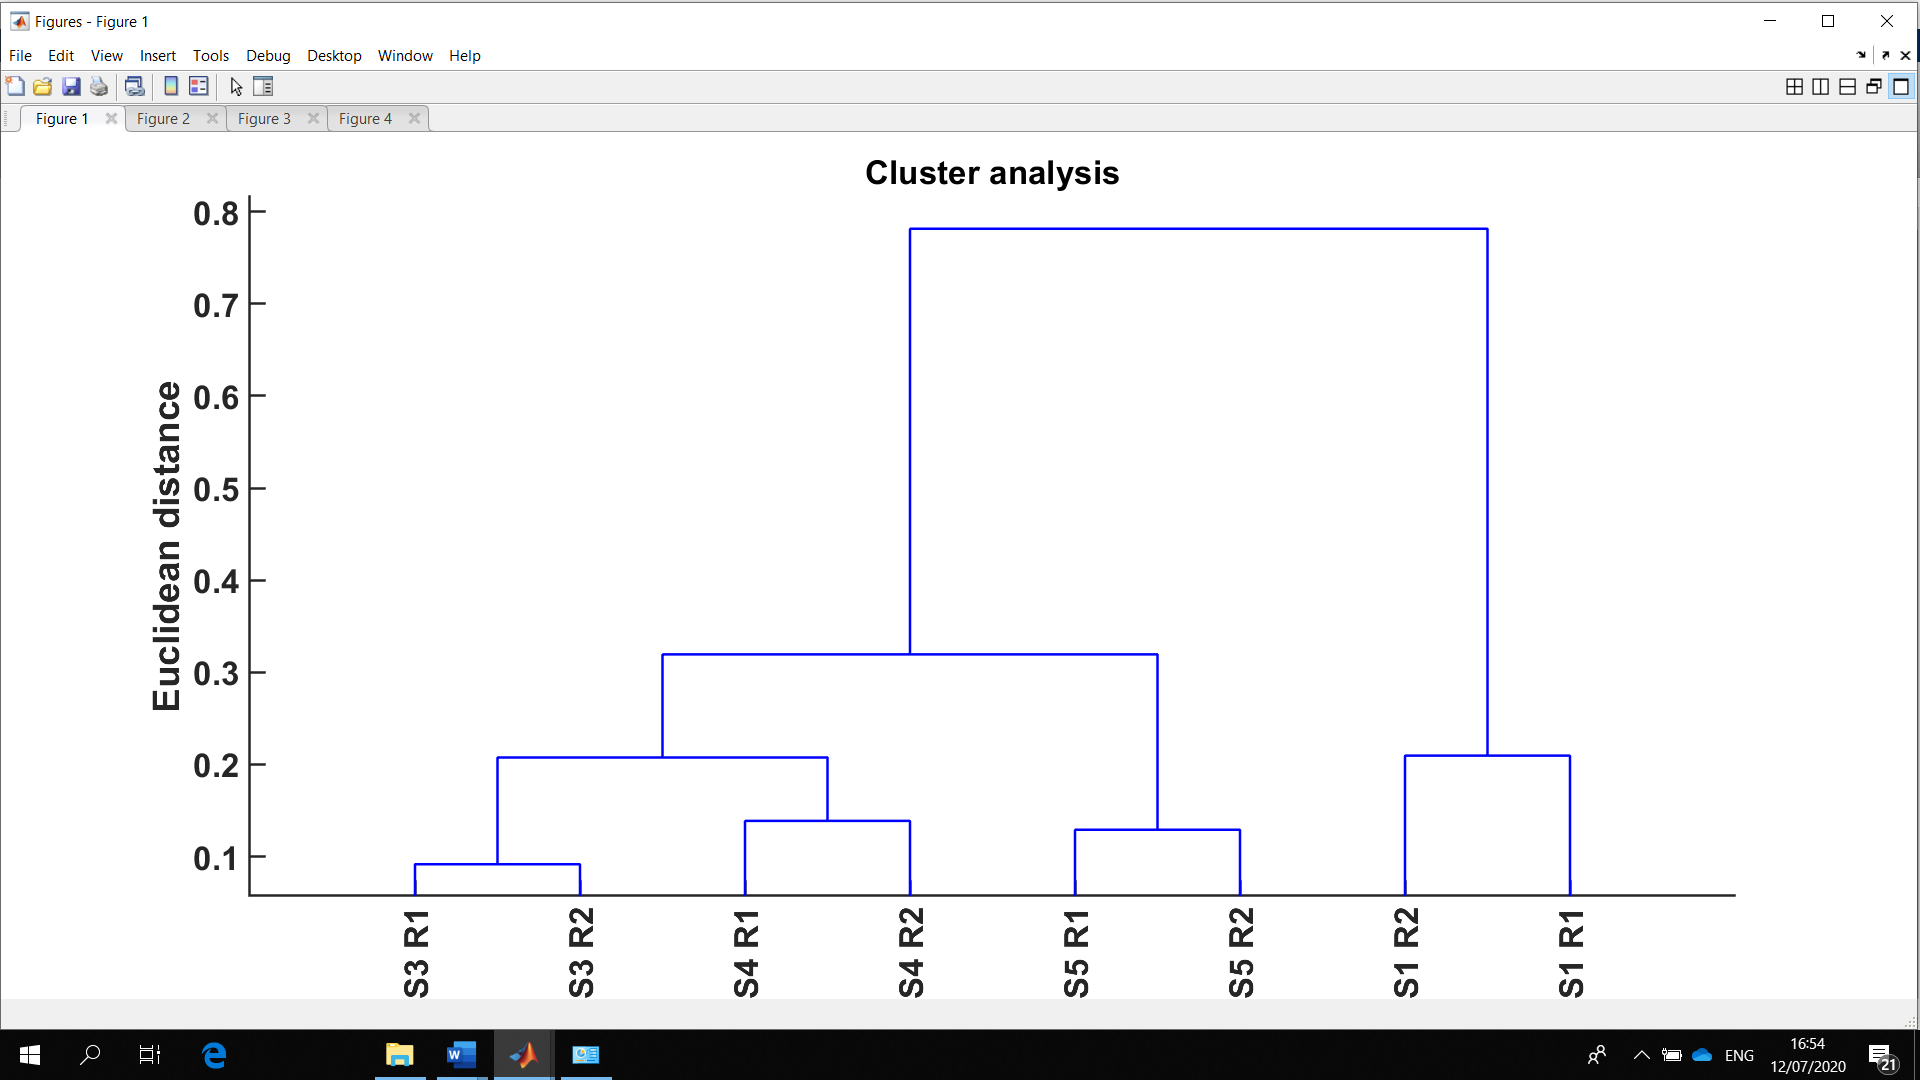 Figures - Figure 1
File Edit View Insert Tools Debug Desktop Window Help
Figure 1 Figure 2 Figure 3 Figure 4
Cluster analysis
Euclidean distance
0.8
0.7
0.6
0.5
0.4
0.3
0.2
0.1
S3 R1
S3 R2
S4 R1
S4 R2
S5 R1
S5 R2
S1 R2
S1 R1
ENG
16:54
12/07/2020
21